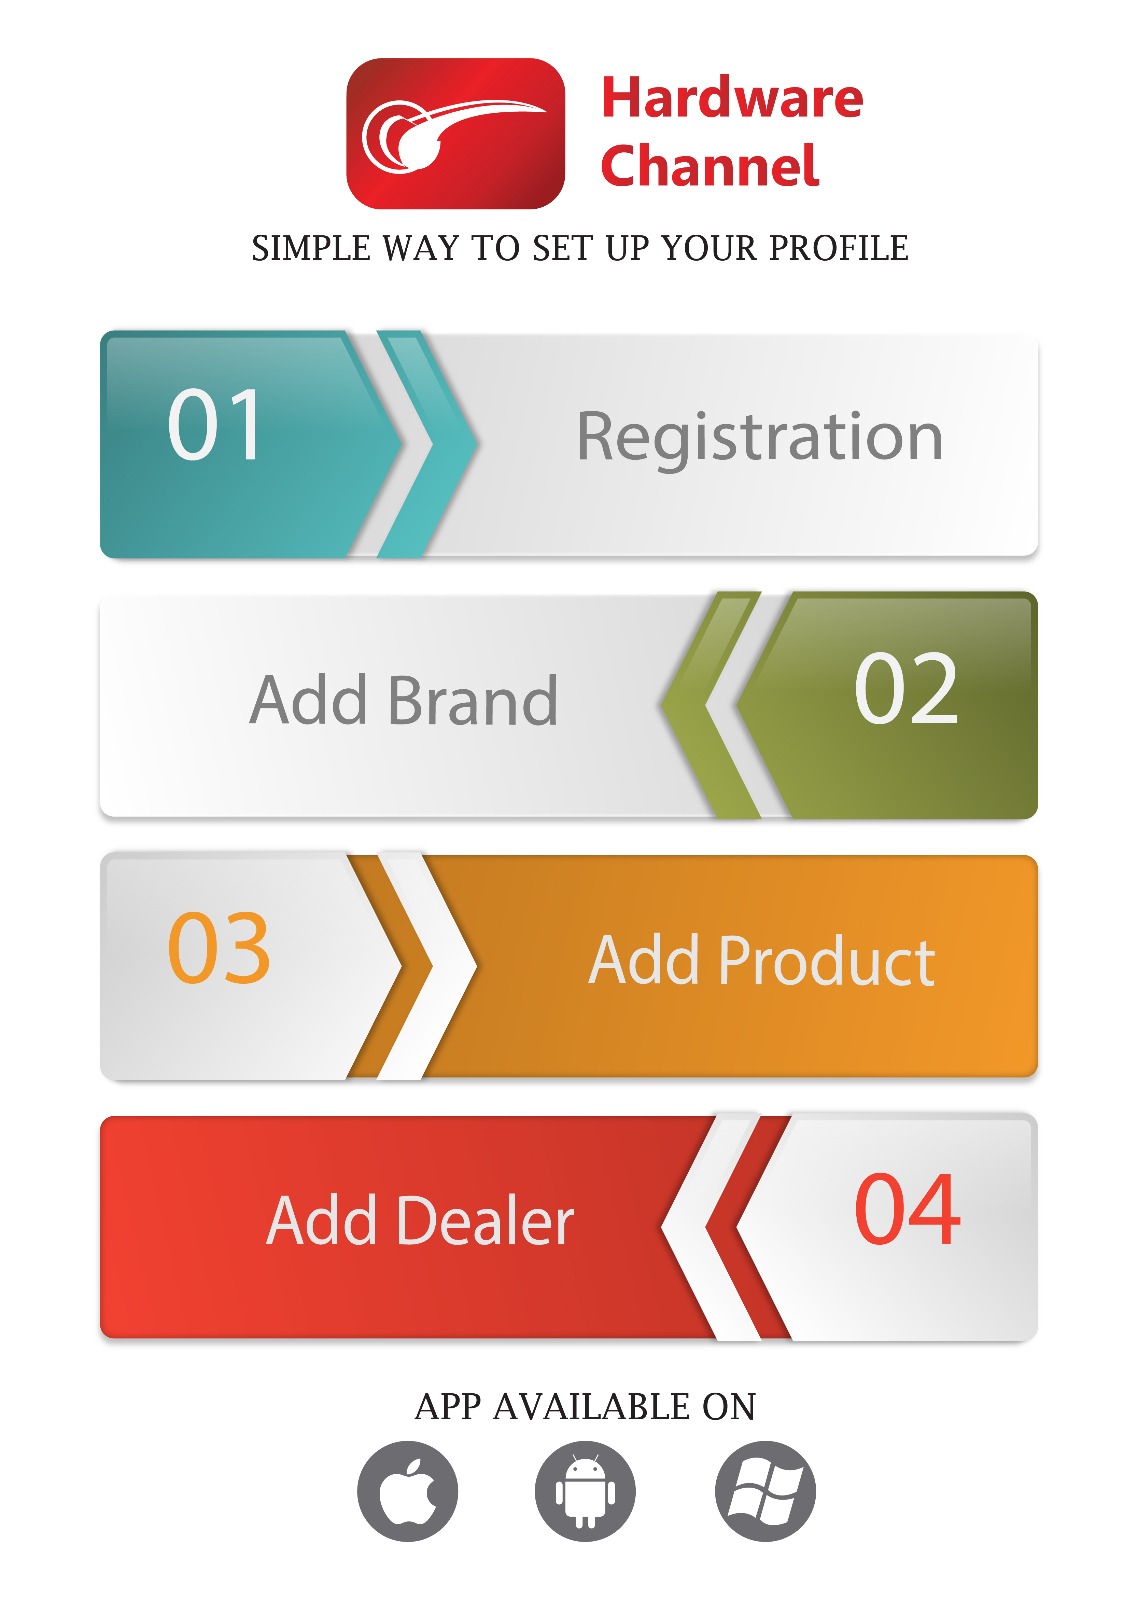 Hardware
Channel
SIMPLE WAY TO SET UP YOUR PROFILE
01
Registration
Add Brand
02
03
Add Product
Add Dealer
04
APP AVAILABLE ON